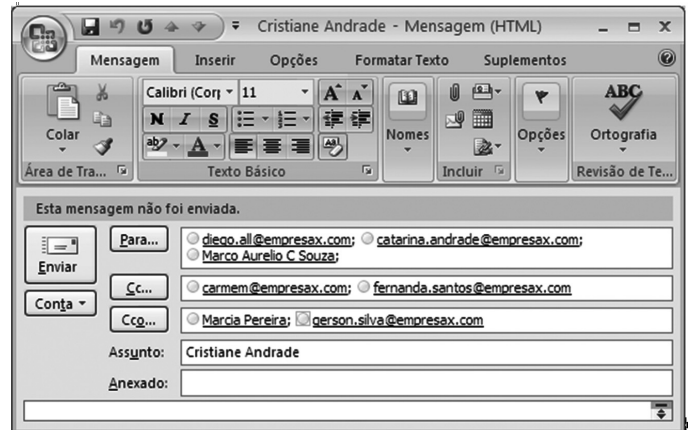 Cristiane Andrade - Mensagem (HTML)
Mensagem Inserir Opções Formatar Texto Suplementos
Colar
Calibri (Corp 11 A A
N I S
ab A
Nomes
Opções
ABC
Ortografia
Área de Tra... Texto Básico Incluir Revisão de Te...
Esta mensagem não foi enviada.
Enviar
Conta
Para... diego.all@empresax.com; catarina.andrade@empresax.com;
Marco Aurelio C Souza;
Cc... carmem@empresax.com; fernanda.santos@empresax.com
Cco... Marcia Pereira; gerson.silva@empresax.com
Assunto: Cristiane Andrade
Anexado: